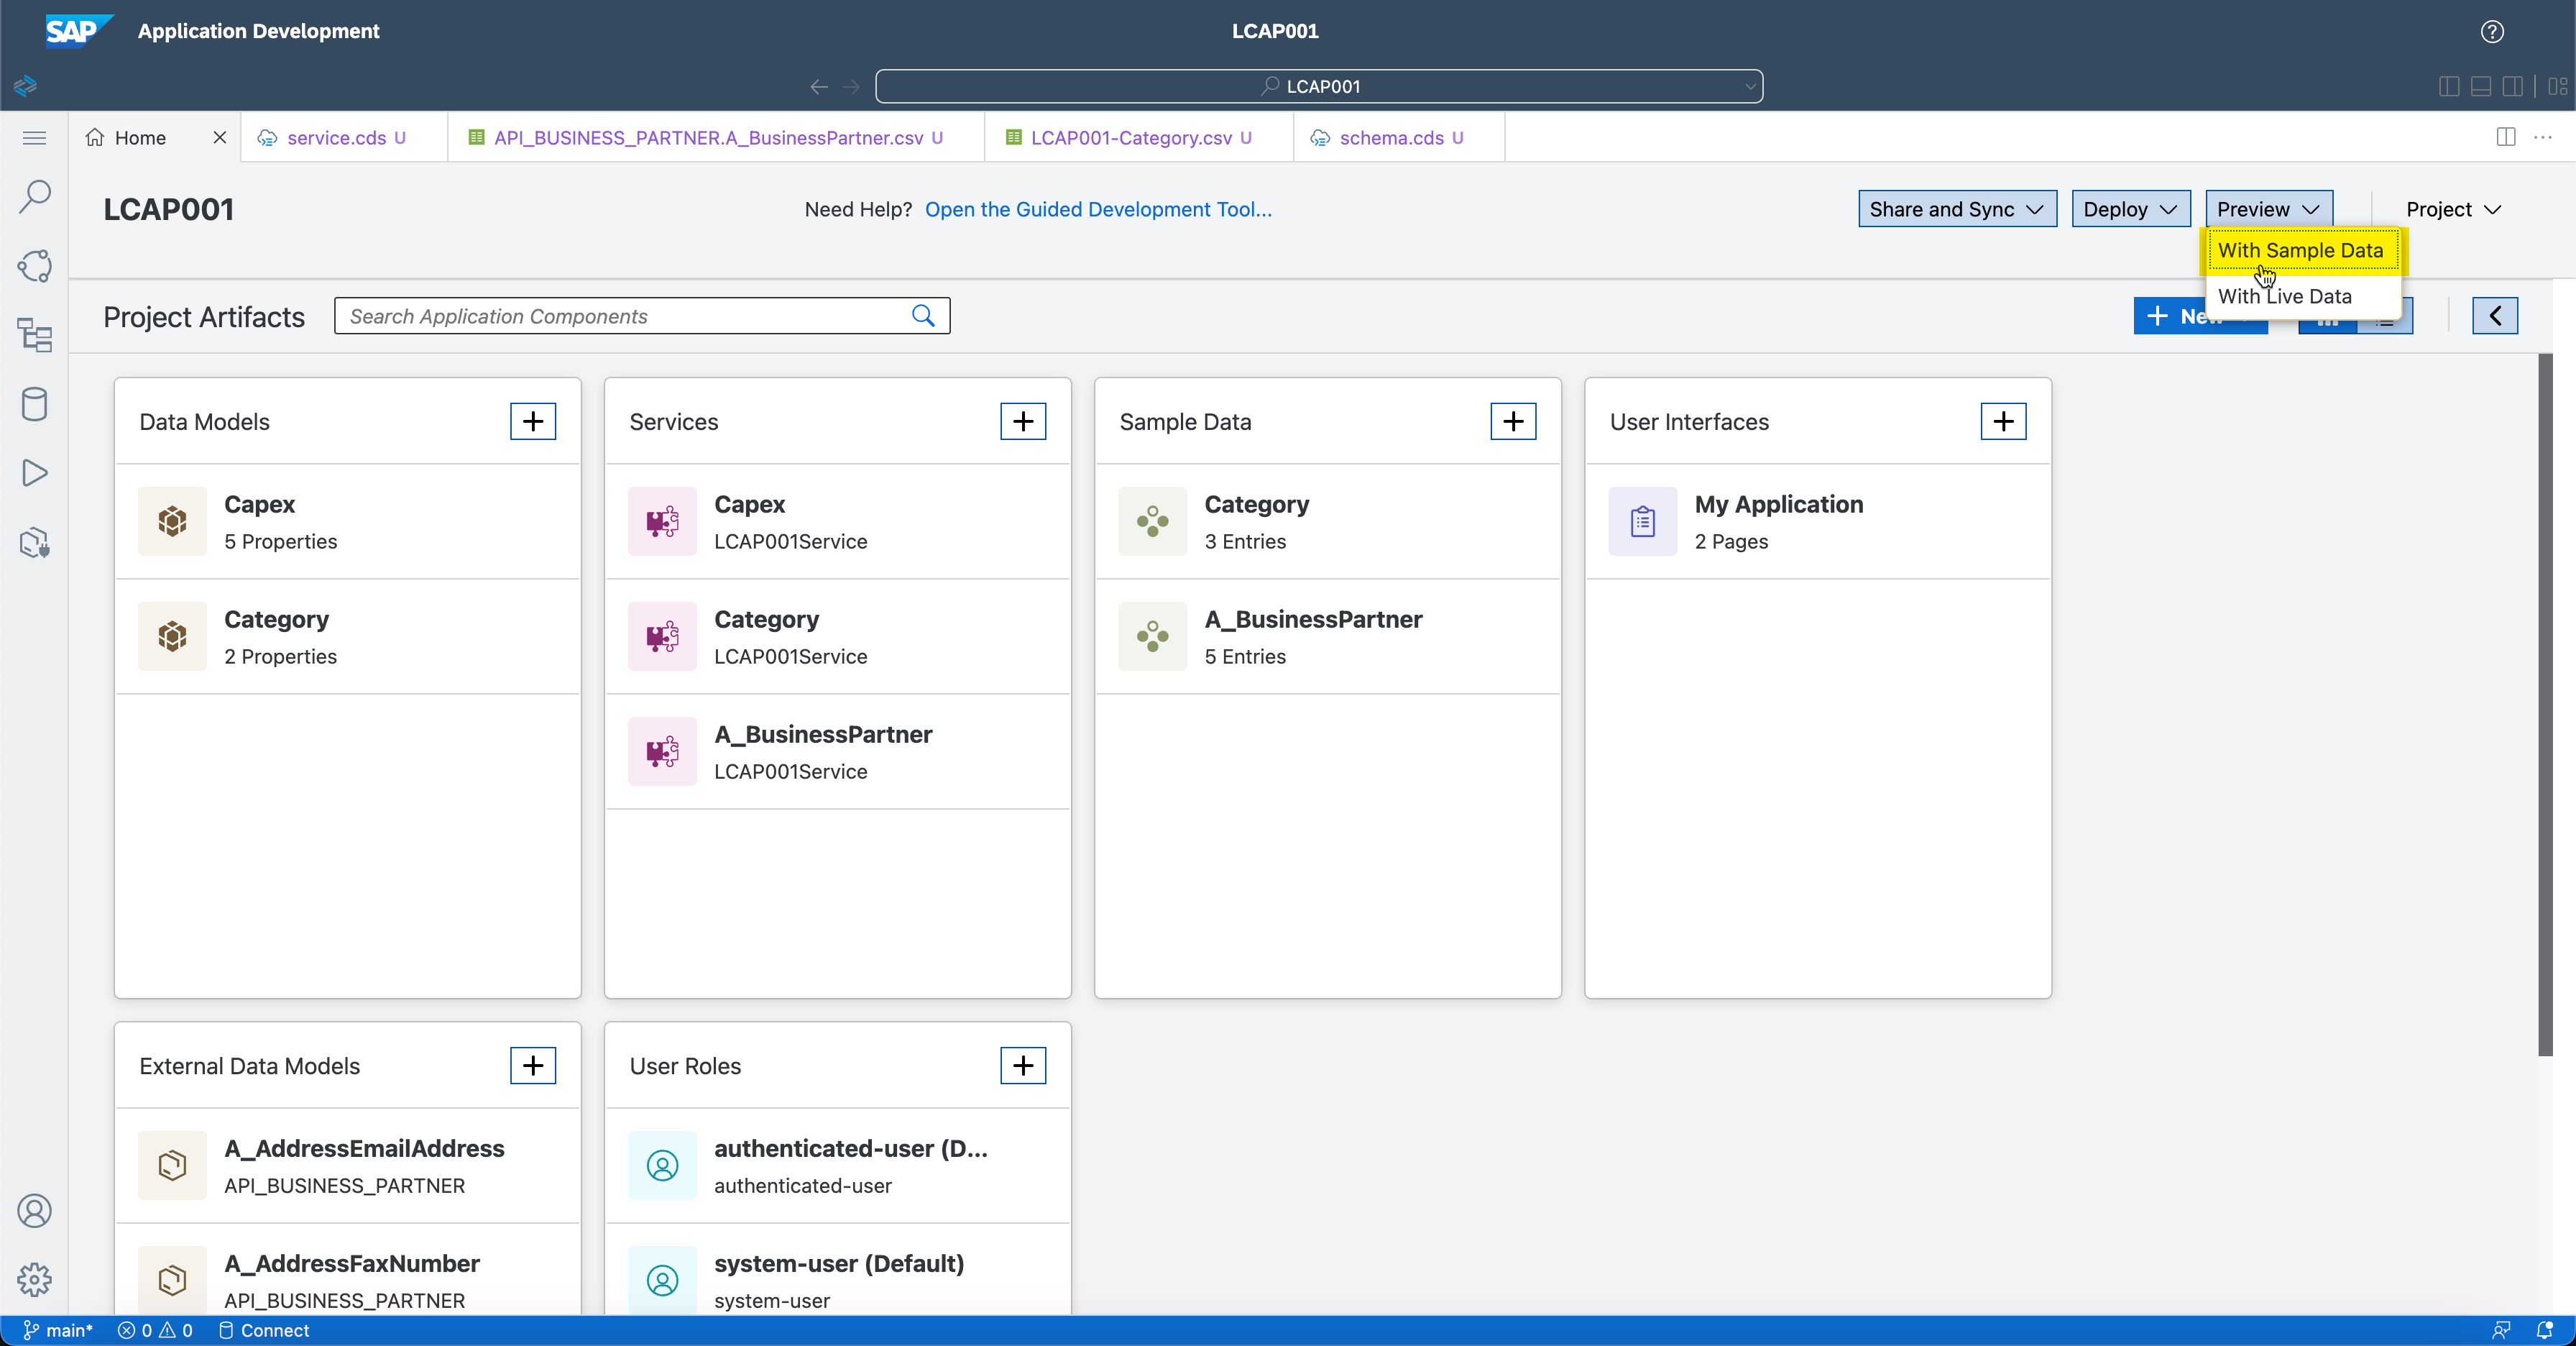 SAP Application Development LCAP001
LCAP001
Home service.cds U API_BUSINESS_PARTNER.A_BusinessPartner.csv U LCAP001-Category.csv U schema.cds U
LCAP001 Need Help? Open the Guided Development Tool... Share and Sync Deploy Preview Project
With Sample Data
With Live Data
Project Artifacts Search Application Components
Data Models
Capex
5 Properties
Category
2 Properties
Services
Capex
LCAP001Service
Category
LCAP001Service
A_BusinessPartner
LCAP001Service
Sample Data
Category
3 Entries
A_BusinessPartner
5 Entries
User Interfaces
My Application
2 Pages
External Data Models
A_AddressEmailAddress
API_BUSINESS_PARTNER
A_AddressFaxNumber
API_BUSINESS_PARTNER
User Roles
authenticated-user (D...
authenticated-user
system-user (Default)
system-user
main* 0 0 Connect